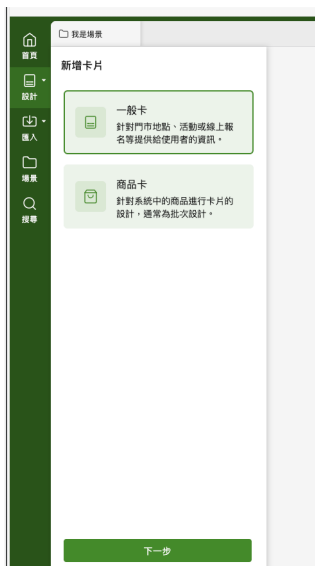 首頁
設計
匯入
場景
搜尋
我是場景
新增卡片
一般卡
針對門市地點、活動或線上報
名等提供給使用者的資訊。
商品卡
針對系統中的商品進行卡片的
設計，通常為批次設計。
下一步